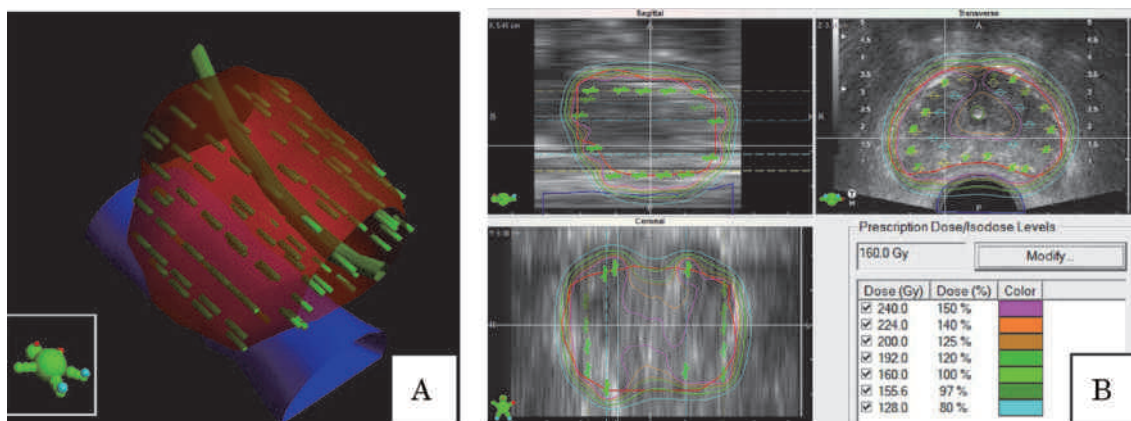 A
Sagittal
Transverse
A
A
B
R
P
Coronal
Prescription Dose/Isodose Levels
160.0 Gy
Modify...
Dose (Gy) Dose (%) Color
240.0 150 %
224.0 140 %
200.0 125 %
192.0 120 %
160.0 100 %
155.6 97 %
128.0 80 %
B